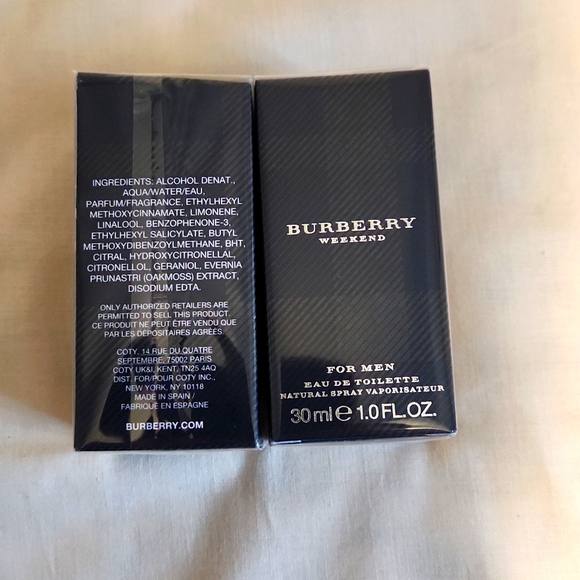 INGREDIENTS: ALCOHOL DENAT.,
AQUA/WATER/EAU,
PARFUM/FRAGRANCE, ETHYLHEXYL
METHOXYCINNAMATE, LIMONENE,
LINALOOL, BENZOPHENONE-3,
ETHYLHEXYL SALICYLATE, BUTYL
METHOXYDIBENZOYLMETHANE, BHT,
CITRAL, HYDROXYCITRONELLAL,
CITRONELLOL, GERANIOL, EVERNIA
PRUNASTRI (OAKMOSS) EXTRACT,
DISODIUM EDTA.
ONLY AUTHORIZED RETAILERS ARE
PERMITTED TO SELL THIS PRODUCT.
CE PRODUIT NE PEUT ÊTRE VENDU QUE
PAR LES DÉPOSITAIRES AGRÉÉS.
COTY, 14 RUE DU QUATRE
SEPTEMBRE, 75002 PARIS
COTY UK&I, KENT, TN25 4AQ
DIST. FOR/POUR COTY INC.,
NEW YORK, NY 10118
MADE IN SPAIN /
FABRIQUÉ EN ESPAGNE
BURBERRY.COM
BURBERRY
WEEKEND
FOR MEN
EAU DE TOILETTE
NATURAL SPRAY VAPORISATEUR
30 ml e 1.0 FL.OZ.